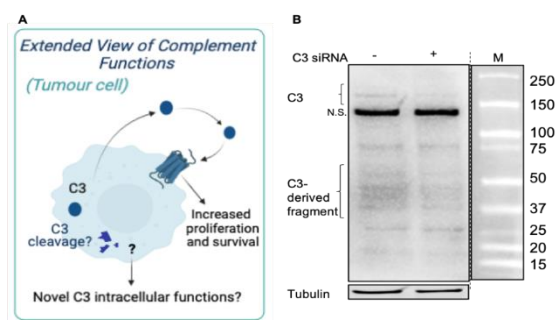 A
Extended View of Complement
Functions
(Tumour cell)
C3
C3
cleavage?
?
Increased
proliferation
and survival
Novel C3 intracellular functions?
B
C3 siRNA - + M
C3
N.S.
C3-
derived
fragment
Tubulin
250
150
100
75
50
37
25
20
15